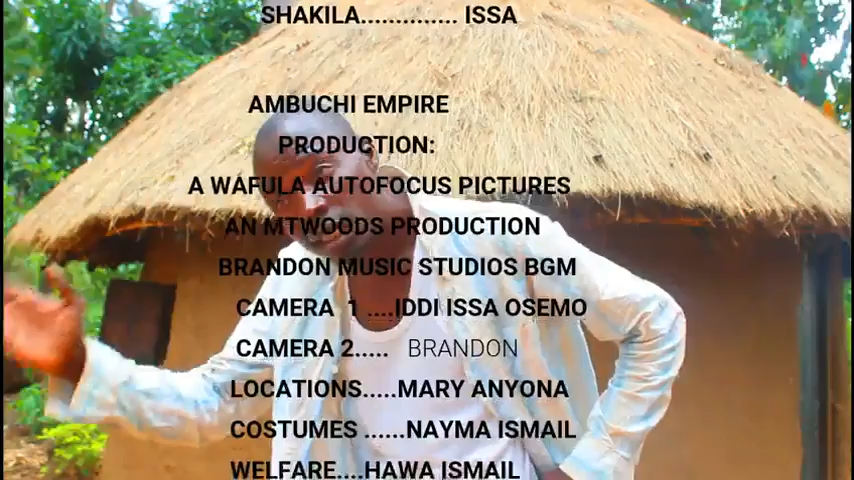 SHAKILA.............. ISSA
AMBUCHI EMPIRE
PRODUCTION:
A WAFULA AUTOFOCUS PICTURES
AN MTWOODS PRODUCTION
BRANDON MUSIC STUDIOS BGM
CAMERA 1 ....IDDI ISSA OSEMO
CAMERA 2..... BRANDON
LOCATIONS.....MARY ANYONA
COSTUMES ......NAYMA ISMAIL
WELFARE....HAWA ISMAIL